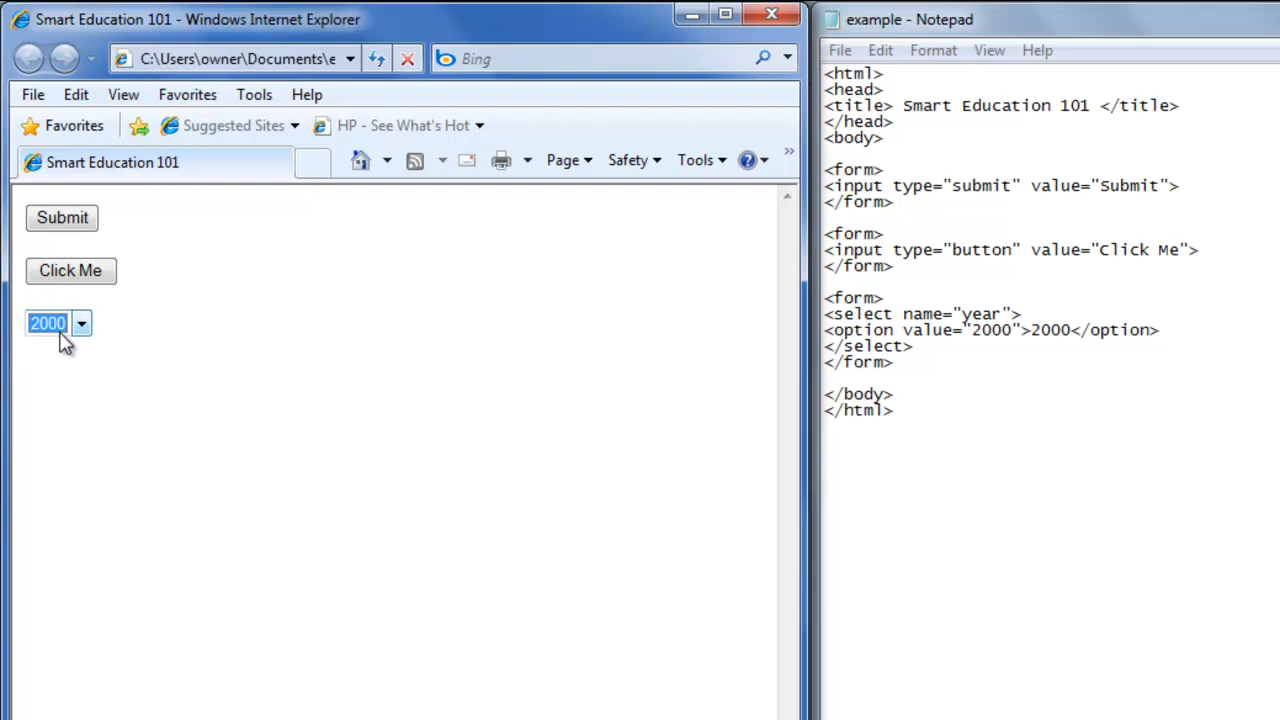 Smart Education 101 - Windows Internet Explorer
C:\Users\owner\Documents\e
Bing
File Edit View Favorites Tools Help
Favorites Suggested Sites HP - See What's Hot
Smart Education 101
Page Safety Tools »
Submit
Click Me
2000
example - Notepad
File Edit Format View Help
<html>
<head>
<title> Smart Education 101 </title>
</head>
<body>
<form>
<input type="submit" value="Submit">
</form>
<form>
<input type="button" value="Click Me">
</form>
<form>
<select name="year">
<option value="2000">2000</option>
</select>
</form>
</body>
</html>